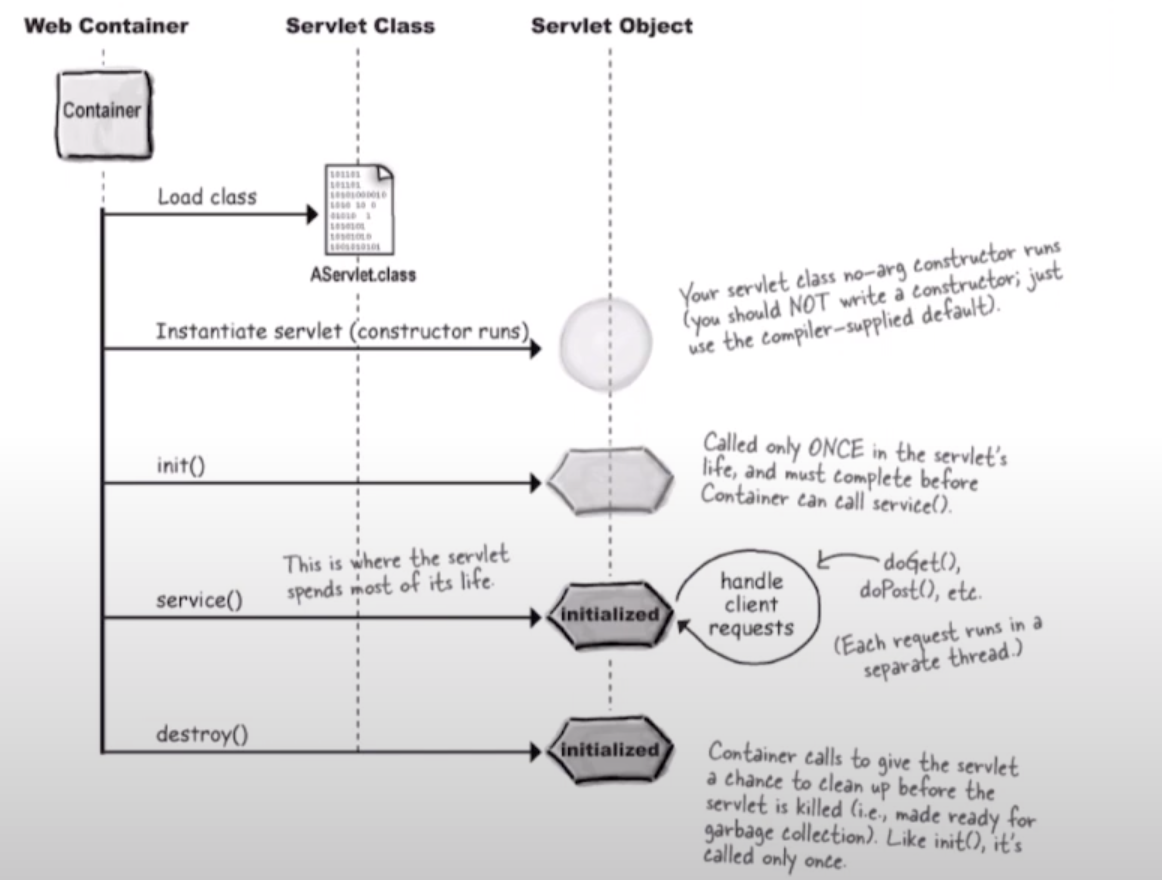 Web Container
Servlet Class
Servlet Object
Container
Load class
101101
101101
10101000010
1010 10 0
01010 1
1010101
10101010
1001010101
AServlet.class
Instantiate servlet (constructor runs)
Your servlet class no-arg constructor runs
(you should NOT write a constructor; just
use the compiler-supplied default).
init()
Called only ONCE in the servlet's
life, and must complete before
Container can call service().
This is where the servlet
spends most of its life.
service()
initialized
handle
client
requests
doGet(),
doPost(), etc.
(Each request runs in a
separate thread.)
destroy()
initialized
Container calls to give the servlet
a chance to clean up before the
servlet is killed (i.e., made ready for
garbage collection). Like init(), it's
called only once.